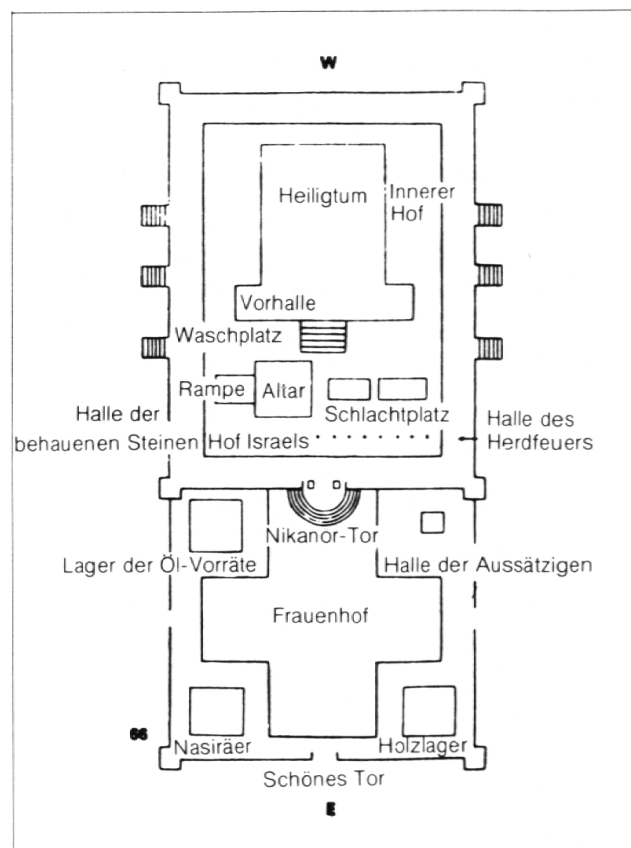 W
Heiligtum
Innerer
Hof
Vorhalle
Waschplatz
Rampe
Altar
Schlachtplatz
Halle der
behauenen Steinen
Hof Israels
Halle des
Herdfeuers
Nikanor-Tor
Lager der Öl-Vorräte
Halle der Aussätzigen
Frauenhof
66
Nasiräer
Holzlager
Schönes Tor
E